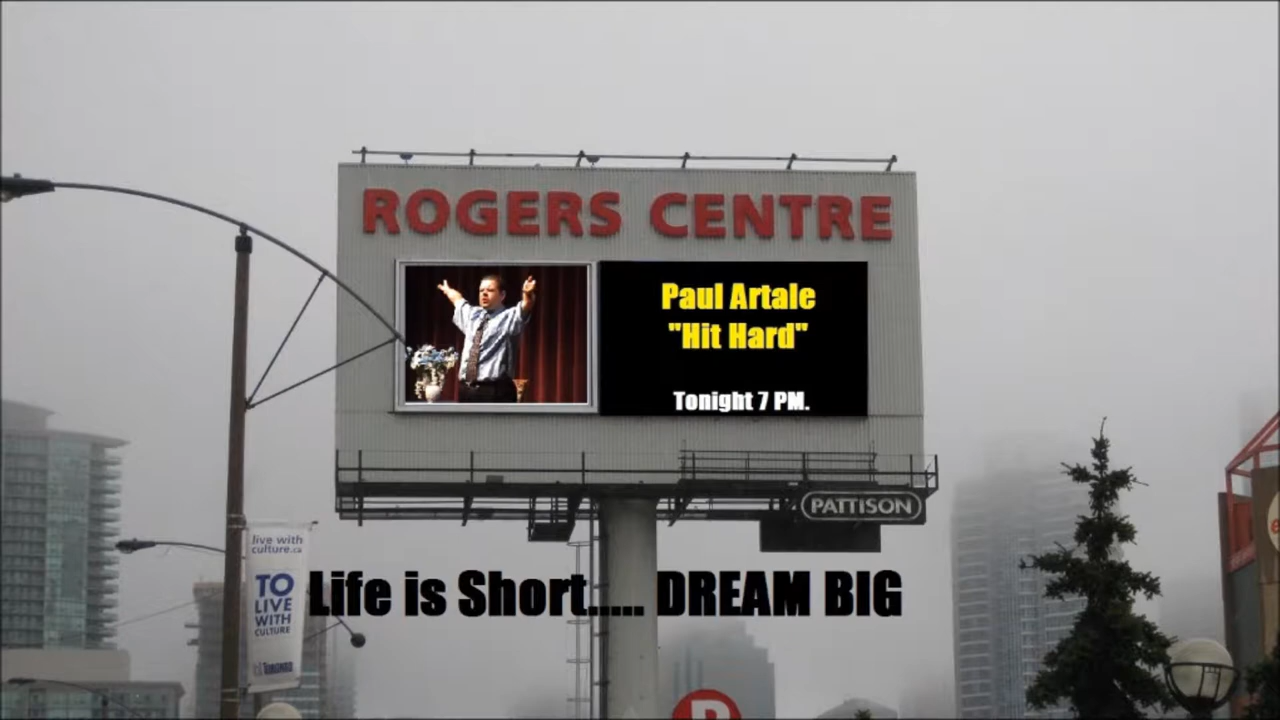 ROGERS CENTRE
Paul Artale
"Hit Hard"
Tonight 7 PM.
PATTISON
live with
culture.ca
TO
LIVE
WITH
CULTURE
TORONTO
Life is Short..... DREAM BIG